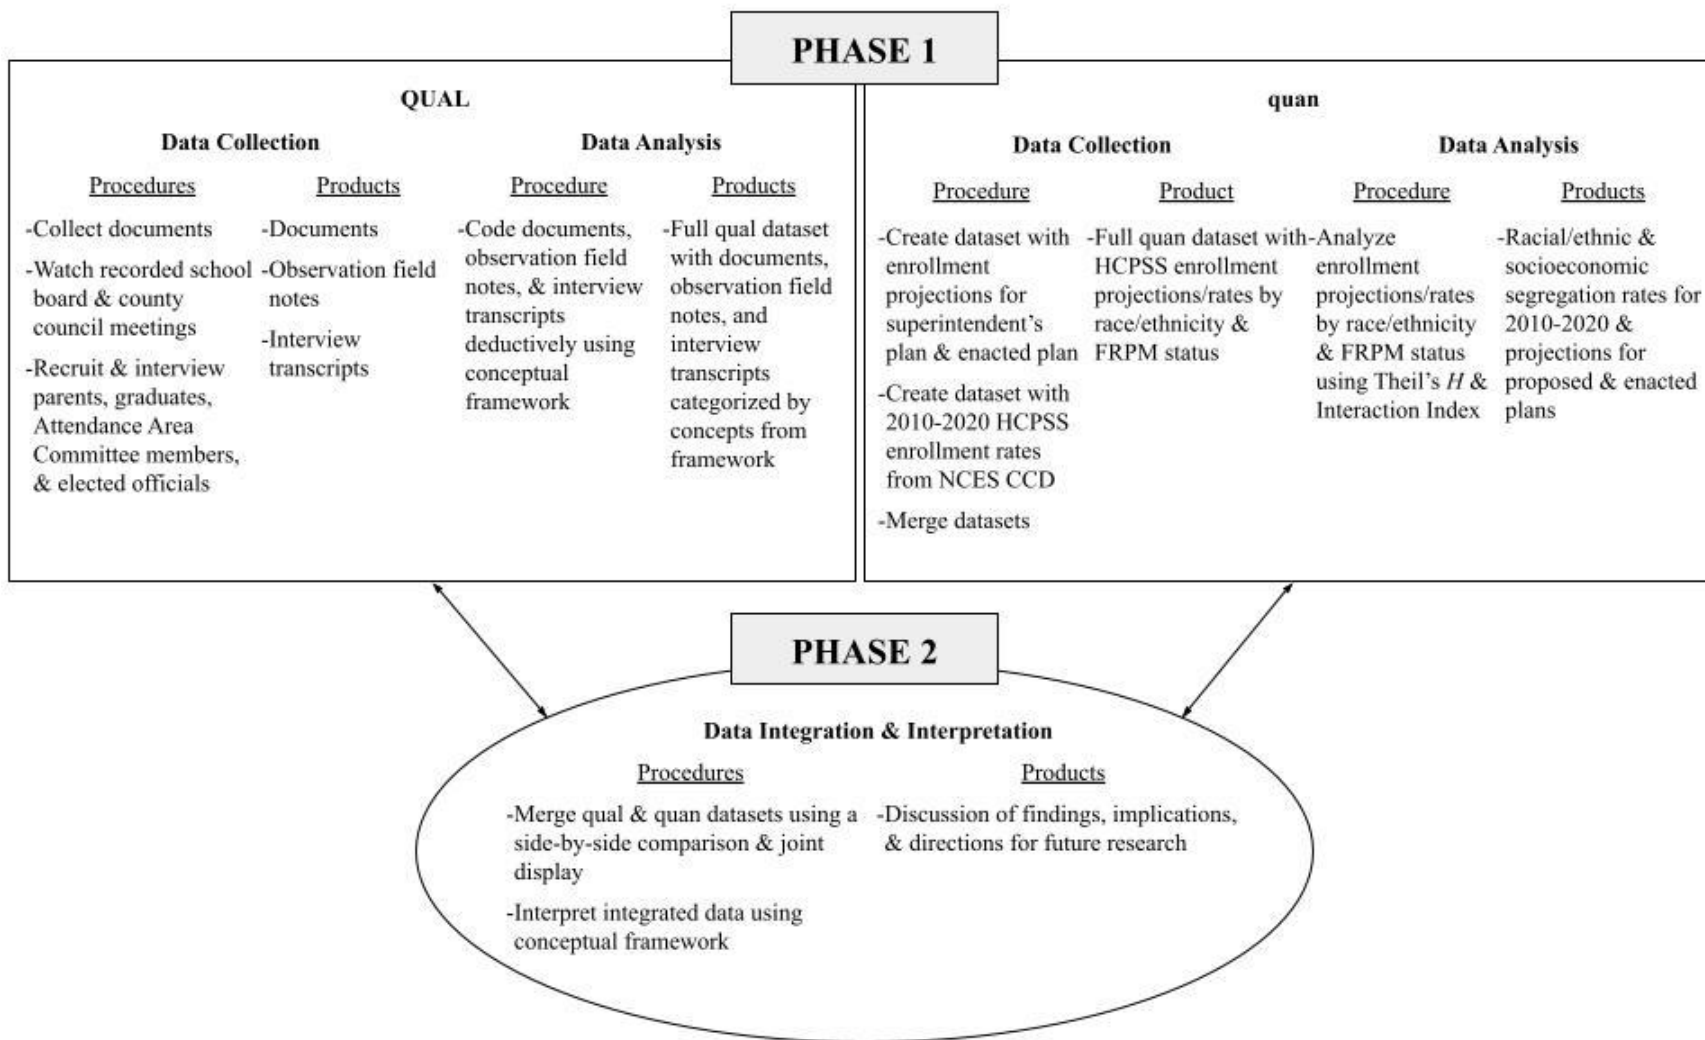 PHASE 1
QUAL
Data Collection
Procedures
-Collect documents
-Watch recorded school
board & county
council meetings
-Recruit & interview
parents, graduates,
Attendance Area
Committee members,
& elected officials
Products
-Documents
-Observation field
notes
-Interview
transcripts
Data Analysis
Procedure
-Code documents,
observation field
notes, & interview
transcripts
deductively using
conceptual
framework
Products
-Full qual dataset
with documents,
observation field
notes, and
interview
transcripts
categorized by
concepts from
framework
quan
Data Collection
Procedure
-Create dataset with
enrollment
projections for
superintendent’s
plan & enacted plan
-Create dataset with
2010-2020 HCPSS
enrollment rates
from NCES CCD
-Merge datasets
Product
-Full quan dataset with
HCPSS enrollment
projections/rates by
race/ethnicity &
FRPM status
Data Analysis
Procedure
-Analyze
enrollment
projections/rates
by race/ethnicity
& FRPM status
using Theil’s H &
Interaction Index
Products
-Racial/ethnic &
socioeconomic
segregation rates for
2010-2020 &
projections for
proposed & enacted
plans
PHASE 2
Data Integration & Interpretation
Procedures
-Merge qual & quan datasets using a
side-by-side comparison & joint
display
-Interpret integrated data using
conceptual framework
Products
-Discussion of findings, implications,
& directions for future research